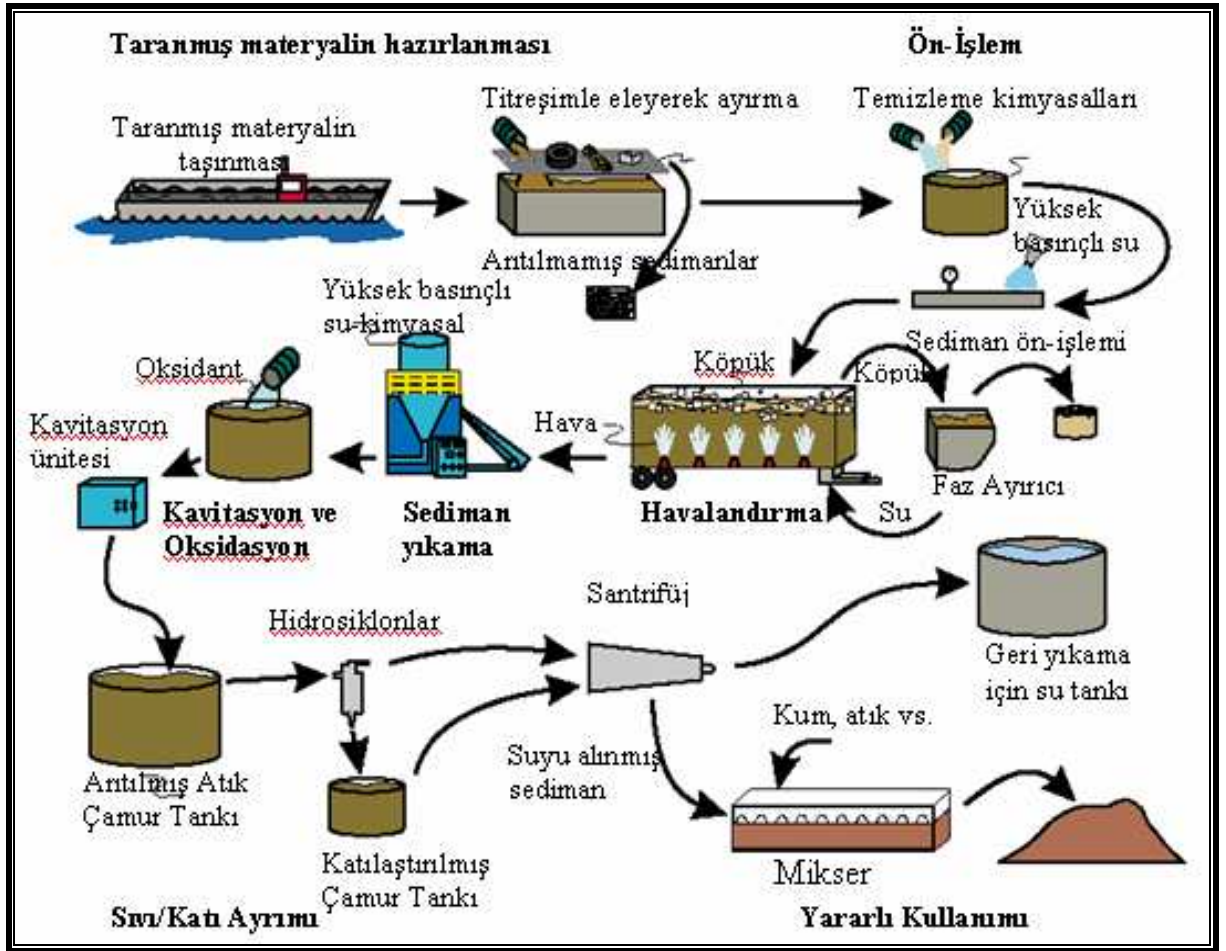 Taranmış materyalin hazırlanması
Ön-İşlem
Titreşimle eleyerek ayırma
Temizleme kimyasalları
Taranmış materyalin
taşınması
Yüksek
basınçlı su
Arıtılmamış sedimanlar
Yüksek basınçlı
su-kimyasal
Sediman ön-işlemi
Oksidant
Köpük
Köpük
Kavitasyon
ünitesi
Hava
Faz Ayırıcı
Kavitasyon ve
Oksidasyon
Sediman
yıkama
Havalandırma
Su
Santrifüj
Hidrosiklonlar
Geri yıkama
için su tankı
Kum, atık vs.
Suyu alınmış
sediman
Arıtılmış Atık
Çamur Tankı
Katılaştırılmış
Çamur Tankı
Mikser
Sıvı/Katı Ayrımı
Yararlı Kullanımı